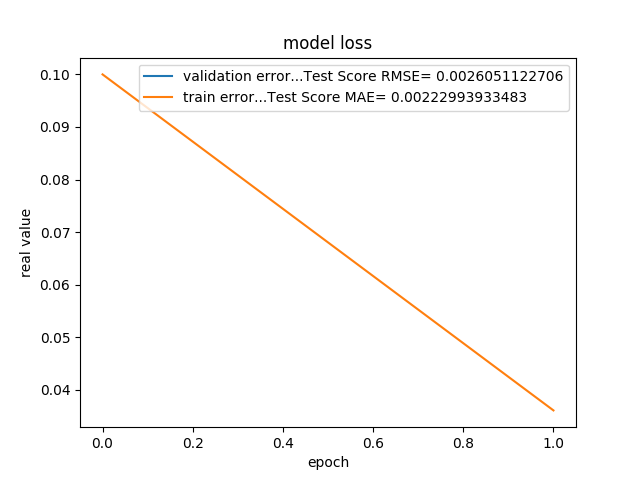 model loss
validation error...Test Score RMSE= 0.0026051122706
train error...Test Score MAE= 0.00222993933483
0.10
0.09
0.08
0.07
0.06
0.05
0.04
real value
0.0 0.2 0.4 0.6 0.8 1.0
epoch